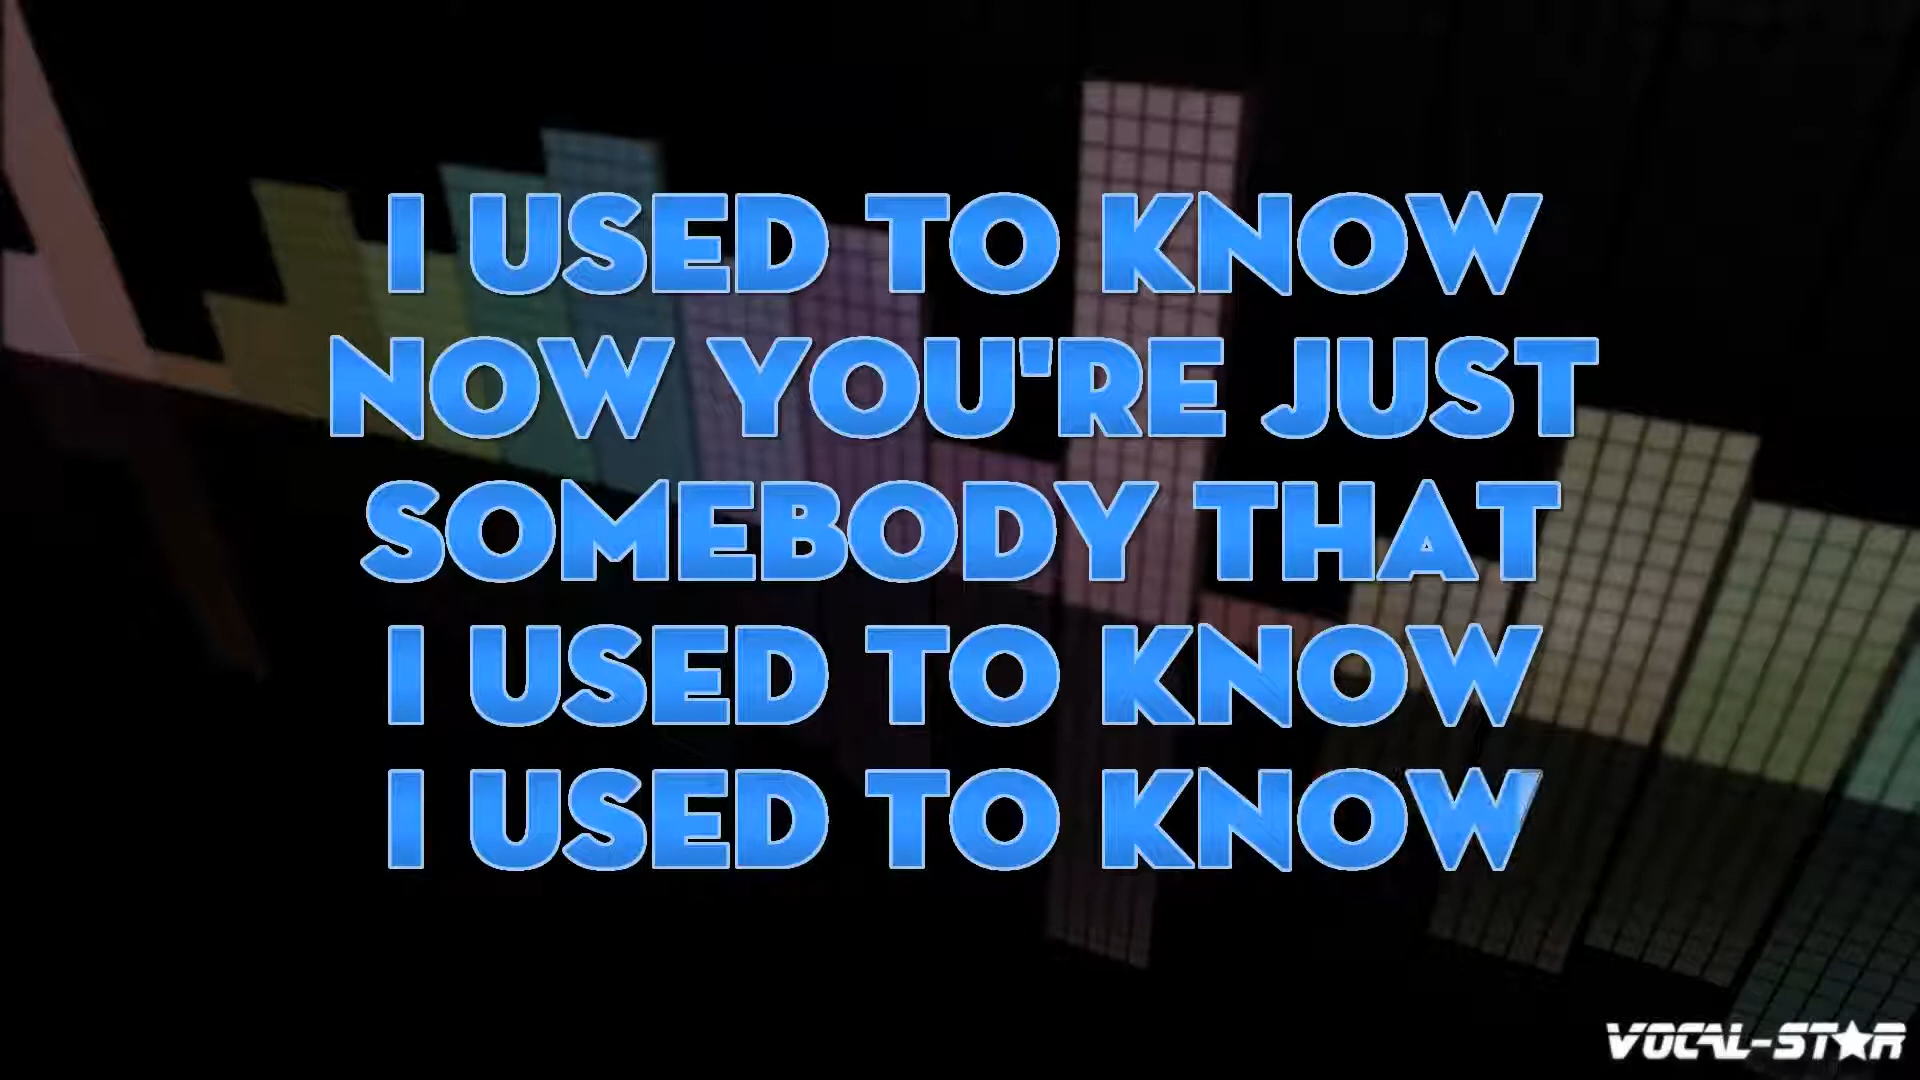 I USED TO KNOW
NOW YOU'RE JUST
SOMEBODY THAT
I USED TO KNOW
I USED TO KNOW
VOCAL-STAR